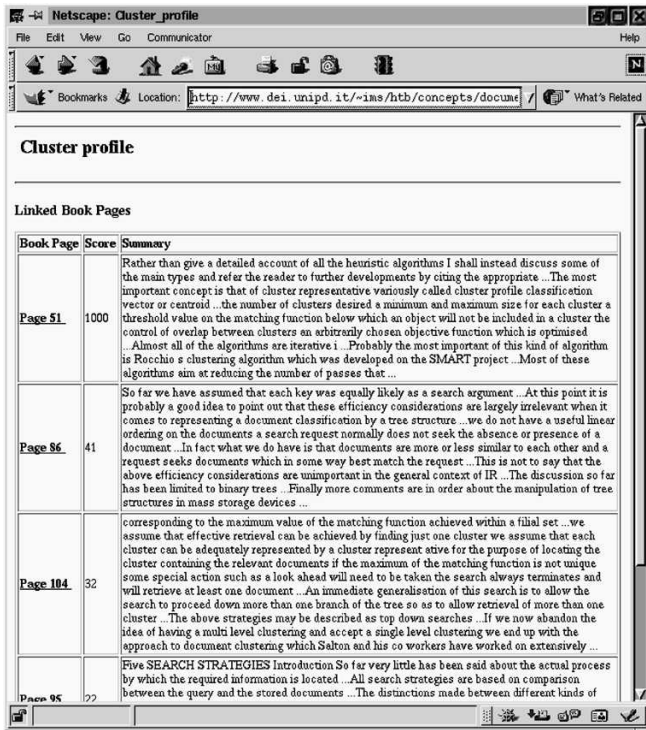 Netscape: Cluster_profile
File Edit View Go Communicator Help
N
Bookmarks Location: http://www.dei.unipd.it/~ims/htb/concepts/docume What's Related
Cluster profile
Linked Book Pages
Book Page Score Summary
Rather than give a detailed account of all the heuristic algorithms I shall instead discuss some of
the main types and refer the reader to further developments by citing the appropriate ...The most
important concept is that of cluster representative variously called cluster profile classification
vector or centroid ...the number of clusters desired a minimum and maximum size for each cluster a
Page 51 1000 threshold value on the matching function below which an object will not be included in a cluster the
control of overlap between clusters an arbitrarily chosen objective function which is optimised
...Almost all of the algorithms are iterative i ...Probably the most important of this kind of algorithm
is Rocchio s clustering algorithm which was developed on the SMART project ...Most of these
algorithms aim at reducing the number of passes that ...
So far we have assumed that each key was equally likely as a search argument ...At this point it is
probably a good idea to point out that these efficiency considerations are largely irrelevant when it
comes to representing a document classification by a tree structure ...we do not have a useful linear
ordering on the documents a search request normally does not seek the absence or presence of a
Page 86 41 document ...In fact what we do have is that documents are more or less similar to each other and a
request seeks documents which in some way best match the request ...This is not to say that the
above efficiency considerations are unimportant in the general context of IR ...The discussion so far
has been limited to binary trees ...Finally more comments are in order about the manipulation of tree
structures in mass storage devices ...
corresponding to the maximum value of the matching function achieved within a filial set ...we
assume that effective retrieval can be achieved by finding just one cluster we assume that each
cluster can be adequately represented by a cluster represent ative for the purpose of locating the
cluster containing the relevant documents if the maximum of the matching function is not unique
Page 104 32 some special action such as a look ahead will need to be taken the search always terminates and
will retrieve at least one document ...An immediate generalisation of this search is to allow the
search to proceed down more than one branch of the tree so as to allow retrieval of more than one
cluster ...The above strategies may be described as top down searches ...If we now abandon the
idea of having a multi level clustering and accept a single level clustering we end up with the
approach to document clustering which Salton and his co workers have worked on extensively ...
Five SEARCH STRATEGIES Introduction So far very little has been said about the actual process
by which the required information is located ...All search strategies are based on comparison
Page 95 22 between the query and the stored documents ...The distinctions made between different kinds of